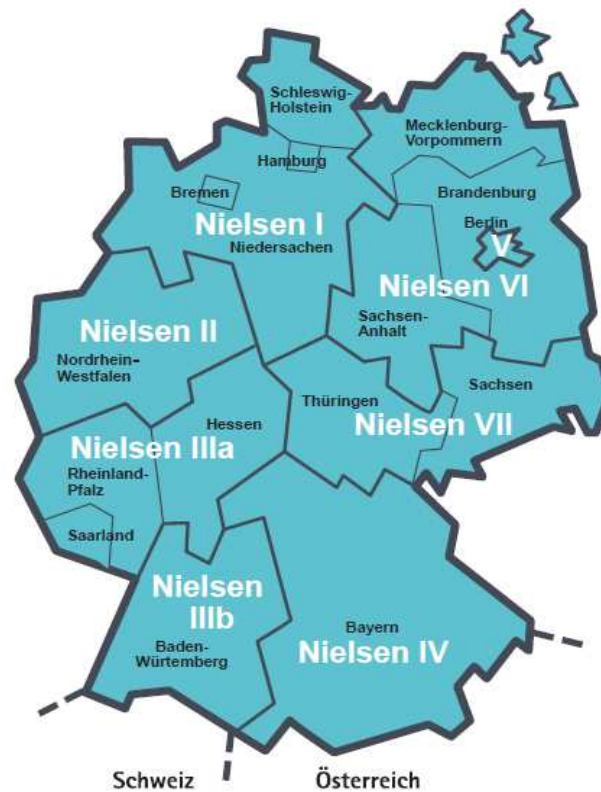 Schleswig-
Holstein
Mecklenburg-
Vorpommern
Hamburg
Bremen
Brandenburg
Nielsen I
Niedersachen
Berlin
V
Nielsen VI
Nielsen II
Sachsen-
Anhalt
Nordrhein-
Westfalen
Sachsen
Thüringen
Hessen
Nielsen VII
Nielsen IIIa
Rheinland-
Pfalz
Saarland
Nielsen
IIIb
Bayern
Nielsen IV
Baden-
Würtemberg
Schweiz
Österreich